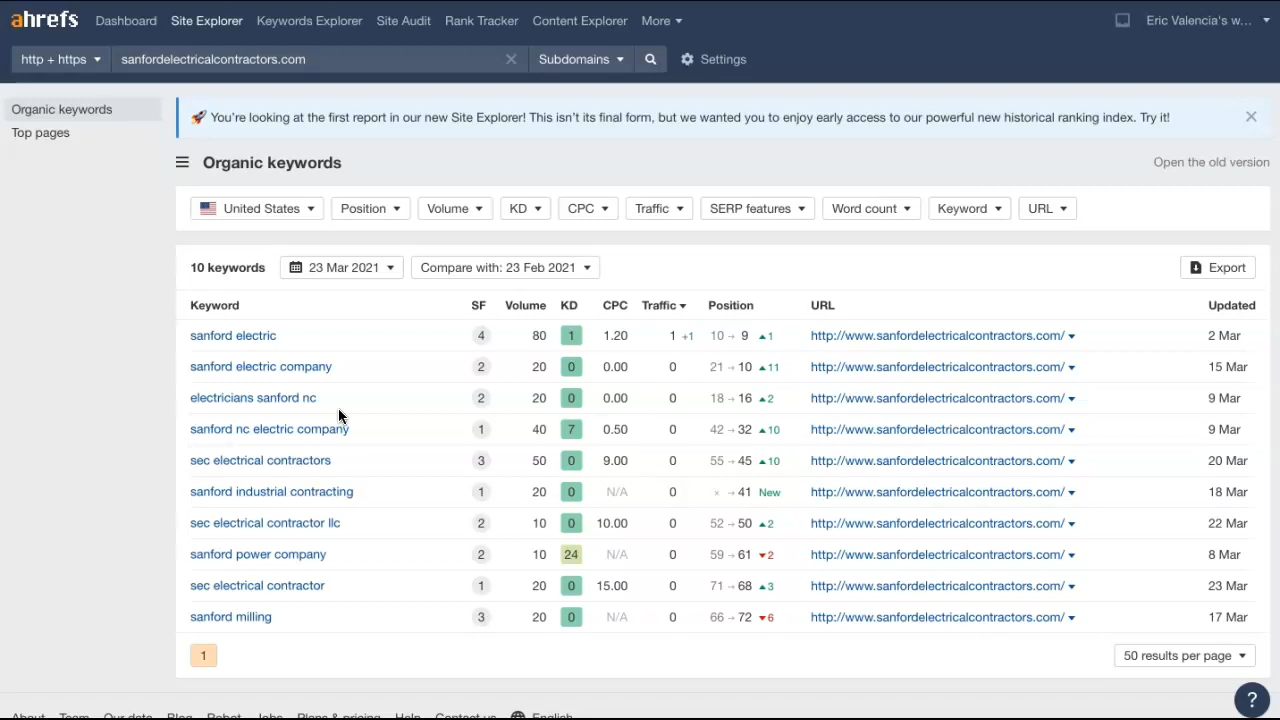 ahrefs Dashboard Site Explorer Keywords Explorer Site Audit Rank Tracker Content Explorer More Eric Valencia's w...
http + https sanfordelectricalcontractors.com Subdomains Settings
Organic keywords
Top pages
🚀 You're looking at the first report in our new Site Explorer! This isn't its final form, but we wanted you to enjoy early access to our powerful new historical ranking index. Try it!
Organic keywords Open the old version
United States Position Volume KD CPC Traffic SERP features Word count Keyword URL
10 keywords 23 Mar 2021 Compare with: 23 Feb 2021 Export
Keyword SF Volume KD CPC Traffic Position URL Updated
sanford electric 4 80 1 1.20 1 +1 10 → 9 ▲1 http://www.sanfordelectricalcontractors.com/ 2 Mar
sanford electric company 2 20 0 0.00 0 21 → 10 ▲11 http://www.sanfordelectricalcontractors.com/ 15 Mar
electricians sanford nc 2 20 0 0.00 0 18 → 16 ▲2 http://www.sanfordelectricalcontractors.com/ 9 Mar
sanford nc electric company 1 40 7 0.50 0 42 → 32 ▲10 http://www.sanfordelectricalcontractors.com/ 9 Mar
sec electrical contractors 3 50 0 9.00 0 55 → 45 ▲10 http://www.sanfordelectricalcontractors.com/ 20 Mar
sanford industrial contracting 1 20 0 N/A 0 × → 41 New http://www.sanfordelectricalcontractors.com/ 18 Mar
sec electrical contractor llc 2 10 0 10.00 0 52 → 50 ▲2 http://www.sanfordelectricalcontractors.com/ 22 Mar
sanford power company 2 10 24 N/A 0 59 → 61 ▼2 http://www.sanfordelectricalcontractors.com/ 8 Mar
sec electrical contractor 1 20 0 15.00 0 71 → 68 ▲3 http://www.sanfordelectricalcontractors.com/ 23 Mar
sanford milling 3 20 0 N/A 0 66 → 72 ▼6 http://www.sanfordelectricalcontractors.com/ 17 Mar
1 50 results per page
?
About Team Our data Blog Robot Jobs Plans & pricing Help Contact us English